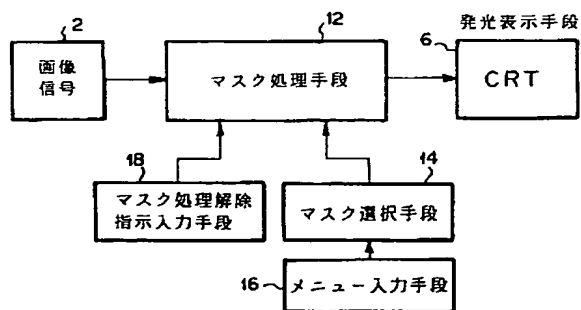 2
画像
信号
12
マスク処理手段
発光表示手段
6
CRT
18
マスク処理解除
指示入力手段
14
マスク選択手段
16
メニュー入力手段